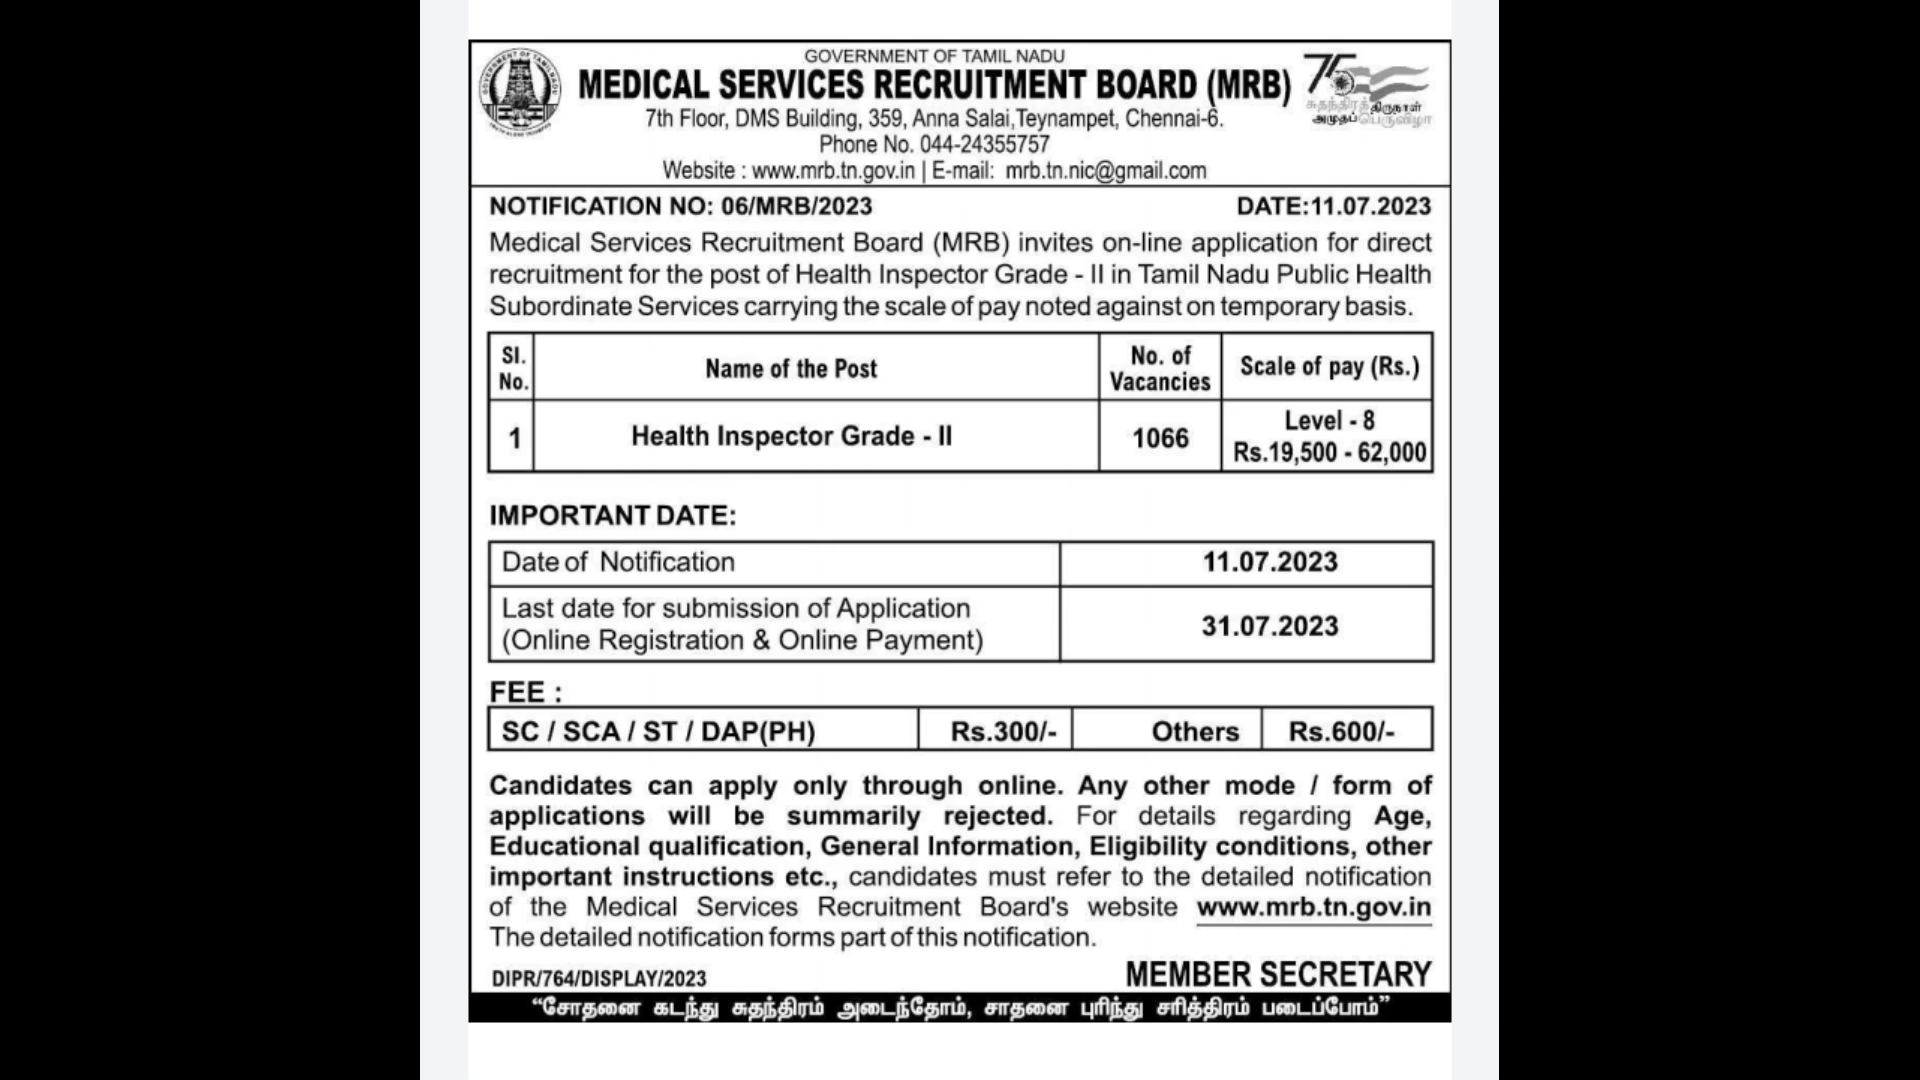 GOVERNMENT OF TAMIL NADU
MEDICAL SERVICES RECRUITMENT BOARD (MRB)
7th Floor, DMS Building, 359, Anna Salai,Teynampet, Chennai-6.
Phone No. 044-24355757
Website : www.mrb.tn.gov.in | E-mail: mrb.tn.nic@gmail.com
75
சுதந்திரத் திருநாள்
அமுதப் பெருவிழா
NOTIFICATION NO: 06/MRB/2023 DATE:11.07.2023
Medical Services Recruitment Board (MRB) invites on-line application for direct
recruitment for the post of Health Inspector Grade - II in Tamil Nadu Public Health
Subordinate Services carrying the scale of pay noted against on temporary basis.
Sl. No. Name of the Post No. of Vacancies Scale of pay (Rs.)
1 Health Inspector Grade - II 1066 Level - 8 Rs.19,500 - 62,000
IMPORTANT DATE:
Date of Notification 11.07.2023
Last date for submission of Application
(Online Registration & Online Payment) 31.07.2023
FEE :
SC / SCA / ST / DAP(PH) Rs.300/- Others Rs.600/-
Candidates can apply only through online. Any other mode / form of
applications will be summarily rejected. For details regarding Age,
Educational qualification, General Information, Eligibility conditions, other
important instructions etc., candidates must refer to the detailed notification
of the Medical Services Recruitment Board's website www.mrb.tn.gov.in
The detailed notification forms part of this notification.
DIPR/764/DISPLAY/2023 MEMBER SECRETARY
“சோதனை கடந்து சுதந்திரம் அடைந்தோம், சாதனை புரிந்து சரித்திரம் படைப்போம்”